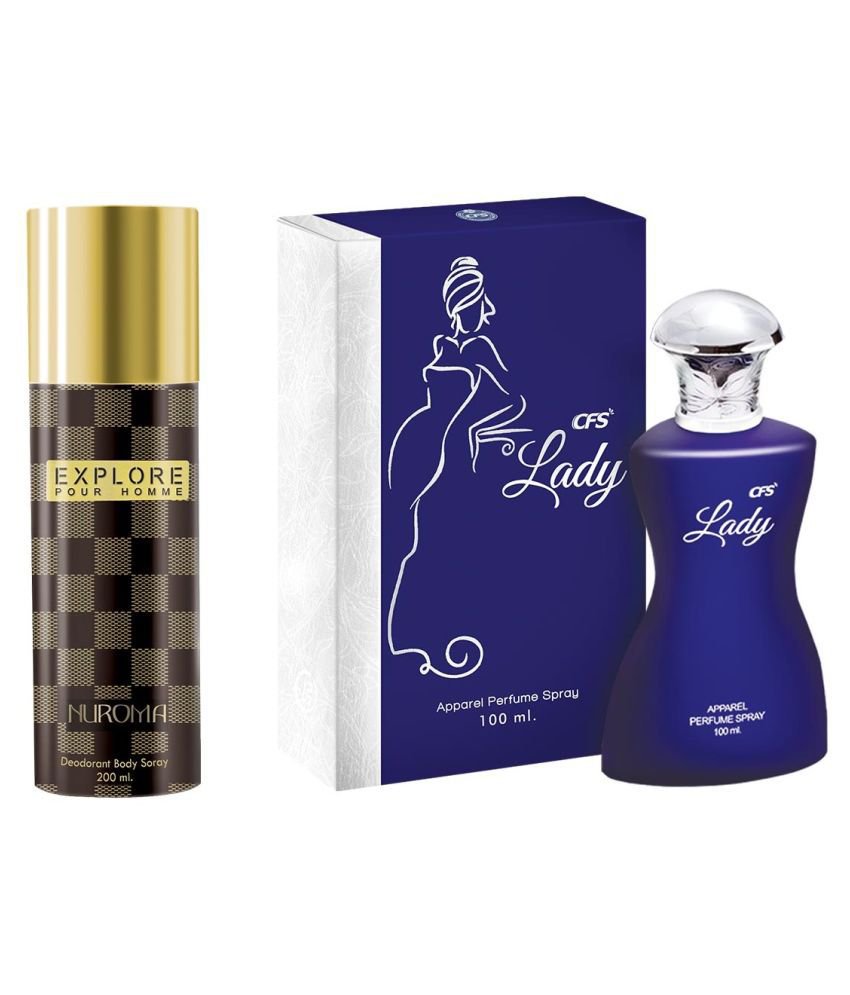 EXPLORE
POUR HOMME
NUROMA
Deodorant Body Soray
200 ml.
CFS
CFS
Lady
Apparel Perfume Spray
100 ml.
CFS
Lady
APPAREL
PERFUME SPRAY
100 ml.